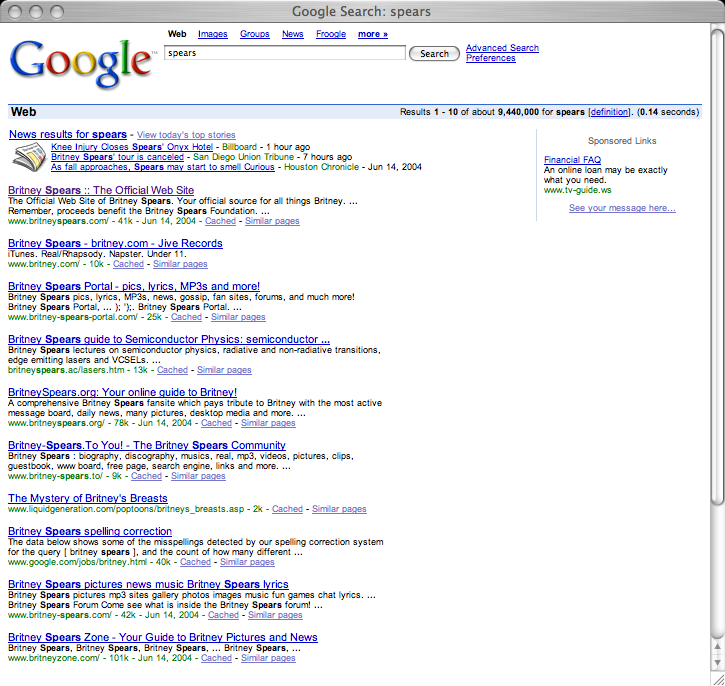 Google Search: spears
Web Images Groups News Froogle more »
Google™
spears
Search
Advanced Search
Preferences
Web
Results 1 - 10 of about 9,440,000 for spears [definition]. (0.14 seconds)
News results for spears - View today's top stories
Knee Injury Closes Spears' Onyx Hotel - Billboard - 1 hour ago
Britney Spears' tour is canceled - San Diego Union Tribune - 7 hours ago
As fall approaches, Spears may start to smell Curious - Houston Chronicle - Jun 14, 2004
Britney Spears :: The Official Web Site
The Official Web Site of Britney Spears. Your official source for all things Britney. ...
Remember, proceeds benefit the Britney Spears Foundation. ...
www.britneyspears.com/ - 41k - Jun 14, 2004 - Cached - Similar pages
Britney Spears - britney.com - Jive Records
iTunes. Real/Rhapsody. Napster. Under 11.
www.britney.com/ - 10k - Cached - Similar pages
Britney Spears Portal - pics, lyrics, MP3s and more!
Britney Spears pics, lyrics, MP3s, news, gossip, fan sites, forums, and much more!
Britney Spears Portal, ... ); ');. Britney Spears Portal. ...
www.britney-spears-portal.com/ - 25k - Cached - Similar pages
Britney Spears guide to Semiconductor Physics: semiconductor ...
Britney Spears lectures on semiconductor physics, radiative and non-radiative transitions,
edge emitting lasers and VCSELs. ...
britneyspears.ac/lasers.htm - 13k - Cached - Similar pages
BritneySpears.org: Your online guide to Britney!
A comprehensive Britney Spears fansite which pays tribute to Britney with the most active
message board, daily news, many pictures, desktop media and more. ...
www.britneyspears.org/ - 78k - Jun 14, 2004 - Cached - Similar pages
Britney-Spears.To You! - The Britney Spears Community
Britney Spears : biography, discography, musics, real, mp3, videos, pictures, clips,
guestbook, www board, free page, search engine, links and more. ...
www.britney-spears.to/ - 9k - Cached - Similar pages
The Mystery of Britney's Breasts
www.liquidgeneration.com/poptoons/britneys_breasts.asp - 2k - Cached - Similar pages
Britney Spears spelling correction
The data below shows some of the misspellings detected by our spelling correction system
for the query [ britney spears ], and the count of how many different ...
www.google.com/jobs/britney.html - 40k - Cached - Similar pages
Britney Spears pictures news music Britney Spears lyrics
Britney Spears pictures mp3 sites gallery photos images music fun games chat lyrics. ...
Britney Spears Forum Come see what is inside the Britney Spears forum! ...
www.britney-spears.com/ - 42k - Jun 14, 2004 - Cached - Similar pages
Britney Spears Zone - Your Guide to Britney Pictures and News
Britney Spears, Britney Spears, Britney Spears, ... Britney Spears, ...
www.britneyzone.com/ - 101k - Jun 14, 2004 - Cached - Similar pages
Sponsored Links
Financial FAQ
An online loan may be exactly
what you need.
www.tv-guide.ws
See your message here...